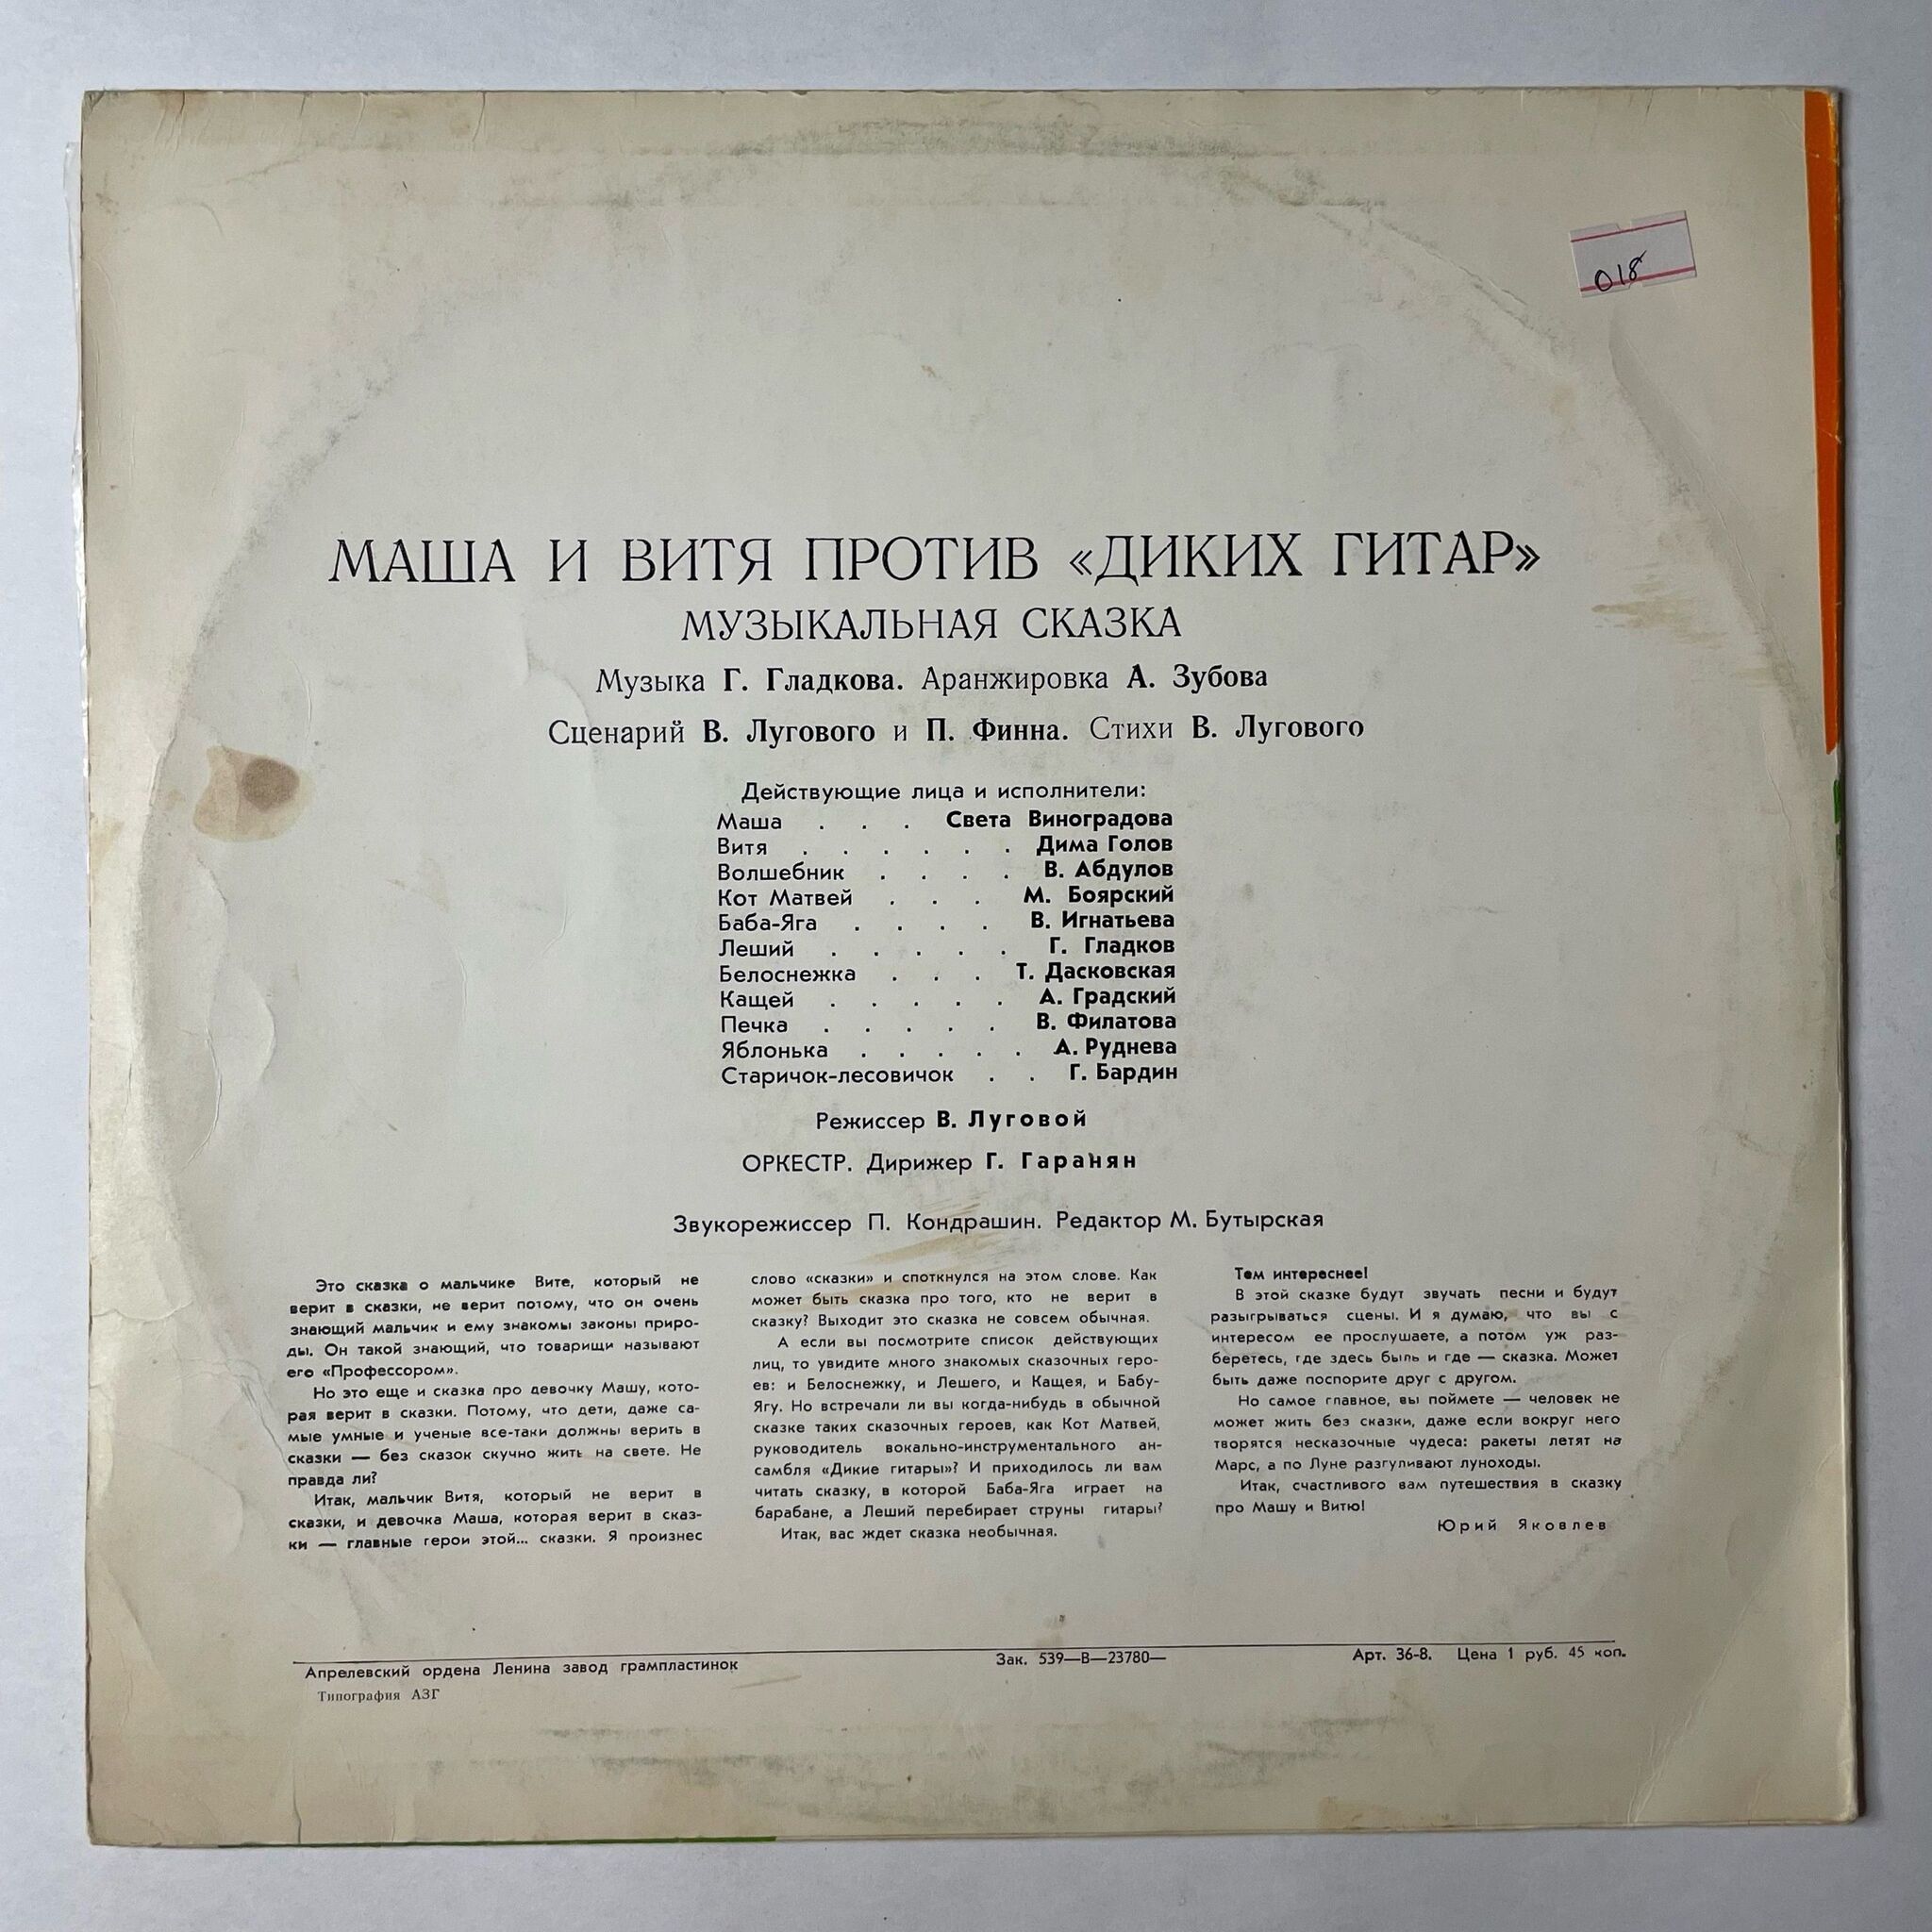 018
МАША И ВИТЯ ПРОТИВ «ДИКИХ ГИТАР»
МУЗЫКАЛЬНАЯ СКАЗКА
Музыка Г. Гладкова. Аранжировка А. Зубова
Сценарий В. Лугового и П. Финна. Стихи В. Лугового
Действующие лица и исполнители:
Маша . . . Света Виноградова
Витя . . . . . . Дима Голов
Волшебник . . . . В. Абдулов
Кот Матвей . . . М. Боярский
Баба-Яга . . . . В. Игнатьева
Леший . . . . . Г. Гладков
Белоснежка . . . Т. Дасковская
Кащей . . . . . А. Градский
Печка . . . . . В. Филатова
Яблонька . . . . . А. Руднева
Старичок-лесовичок . . Г. Бардин
Режиссер В. Луговой
ОРКЕСТР. Дирижер Г. Гаранян
Звукорежиссер П. Кондрашин. Редактор М. Бутырская
Это сказка о мальчике Вите, который не
верит в сказки, не верит потому, что он очень
знающий мальчик и ему знакомы законы приро-
ды. Он такой знающий, что товарищи называют
его «Профессором».
Но это еще и сказка про девочку Машу, кото-
рая верит в сказки. Потому, что дети, даже са-
мые умные и ученые все-таки должны верить в
сказки — без сказок скучно жить на свете. Не
правда ли?
Итак, мальчик Витя, который не верит в
сказки, и девочка Маша, которая верит в сказ-
ки — главные герои этой... сказки. Я произнес
слово «сказки» и споткнулся на этом слове. Как
может быть сказка про того, кто не верит в
сказку? Выходит это сказка не совсем обычная.
А если вы посмотрите список действующих
лиц, то увидите много знакомых сказочных геро-
ев: и Белоснежку, и Лешего, и Кащея, и Бабу-
Ягу. Но встречали ли вы когда-нибудь в обычной
сказке таких сказочных героев, как Кот Матвей,
руководитель вокально-инструментального ан-
самбля «Дикие гитары»? И приходилось ли вам
читать сказку, в которой Баба-Яга играет на
барабане, а Леший перебирает струны гитары?
Итак, вас ждет сказка необычная.
Тем интереснее!
В этой сказке будут звучать песни и будут
разыгрываться сцены. И я думаю, что вы с
интересом ее прослушаете, а потом уж раз-
беретесь, где здесь быль и где — сказка. Может
быть даже поспорите друг с другом.
Но самое главное, вы поймете — человек не
может жить без сказки, даже если вокруг него
творятся несказочные чудеса: ракеты летят на
Марс, а по Луне разгуливают луноходы.
Итак, счастливого вам путешествия в сказку
про Машу и Витю!
Юрий Яковлев
Апрелевский ордена Ленина завод грампластинок
Зак. 539—В—23780—
Арт. 36-8. Цена 1 руб. 45 коп.
Типография АЗГ